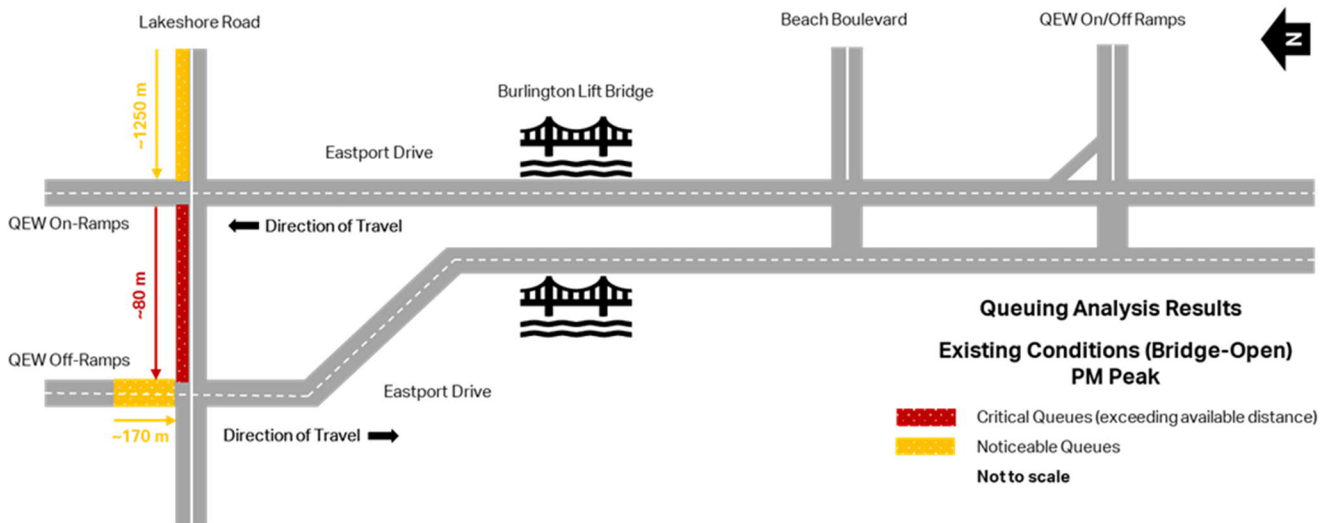 Lakeshore Road
Beach Boulevard
QEW On/Off Ramps
N
~1250 m
Burlington Lift Bridge
Eastport Drive
QEW On-Ramps
Direction of Travel
~80 m
QEW Off-Ramps
Eastport Drive
~170 m
Direction of Travel
Queuing Analysis Results
Existing Conditions (Bridge-Open)
PM Peak
Critical Queues (exceeding available distance)
Noticeable Queues
Not to scale